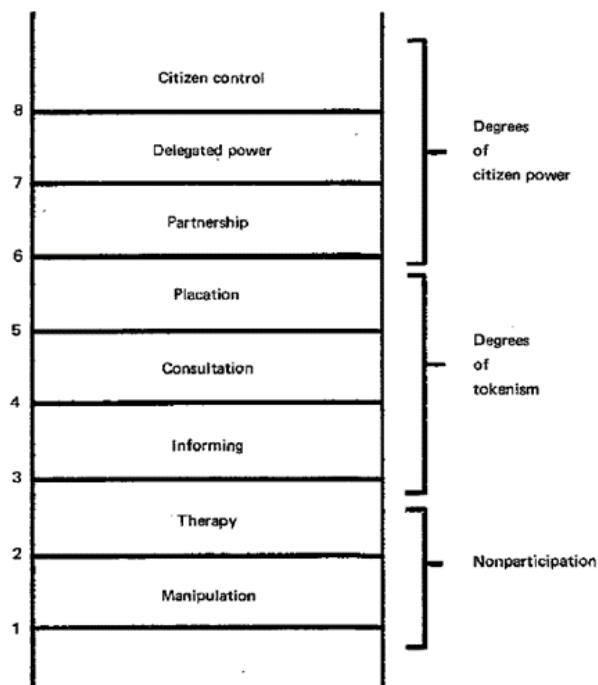 Citizen control
8
Delegated power
7
Partnership
6
Placation
5
Consultation
4
Informing
3
Therapy
2
Manipulation
1
Degrees
of
citizen power
Degrees
of
tokenism
Nonparticipation